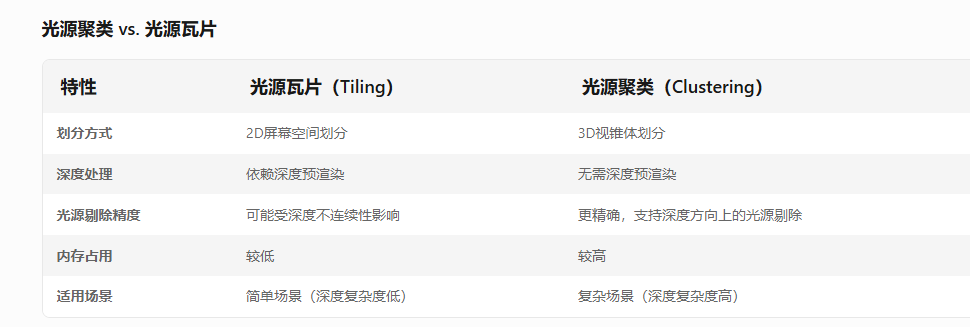 光源聚类 vs. 光源瓦片
特性 光源瓦片（Tiling） 光源聚类（Clustering）
划分方式 2D屏幕空间划分 3D视锥体划分
深度处理 依赖深度预渲染 无需深度预渲染
光源剔除精度 可能受深度不连续性影响 更精确，支持深度方向上的光源剔除
内存占用 较低 较高
适用场景 简单场景（深度复杂度低） 复杂场景（深度复杂度高）